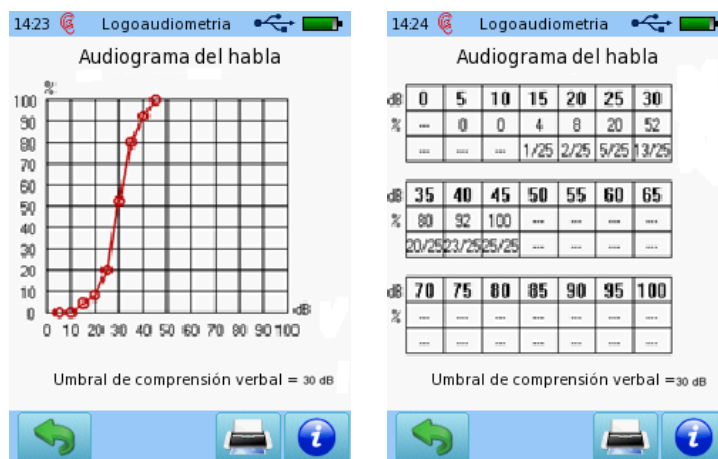 14:23 Logoaudiometria
Audiograma del habla
%
100
90
80
70
60
50
40
30
20
10
0
dB
0 10 20 30 40 50 60 70 80 90 100
Umbral de comprensión verbal = 30 dB
14:24 Logoaudiometria
Audiograma del habla
dB 0 5 10 15 20 25 30
% --- 0 0 4 8 20 52
--- --- --- 1/25 2/25 5/25 13/25
dB 35 40 45 50 55 60 65
% 80 92 100 --- --- --- ---
20/25 23/25 25/25 --- --- --- ---
dB 70 75 80 85 90 95 100
% --- --- --- --- --- --- ---
--- --- --- --- --- --- ---
Umbral de comprensión verbal =30 dB